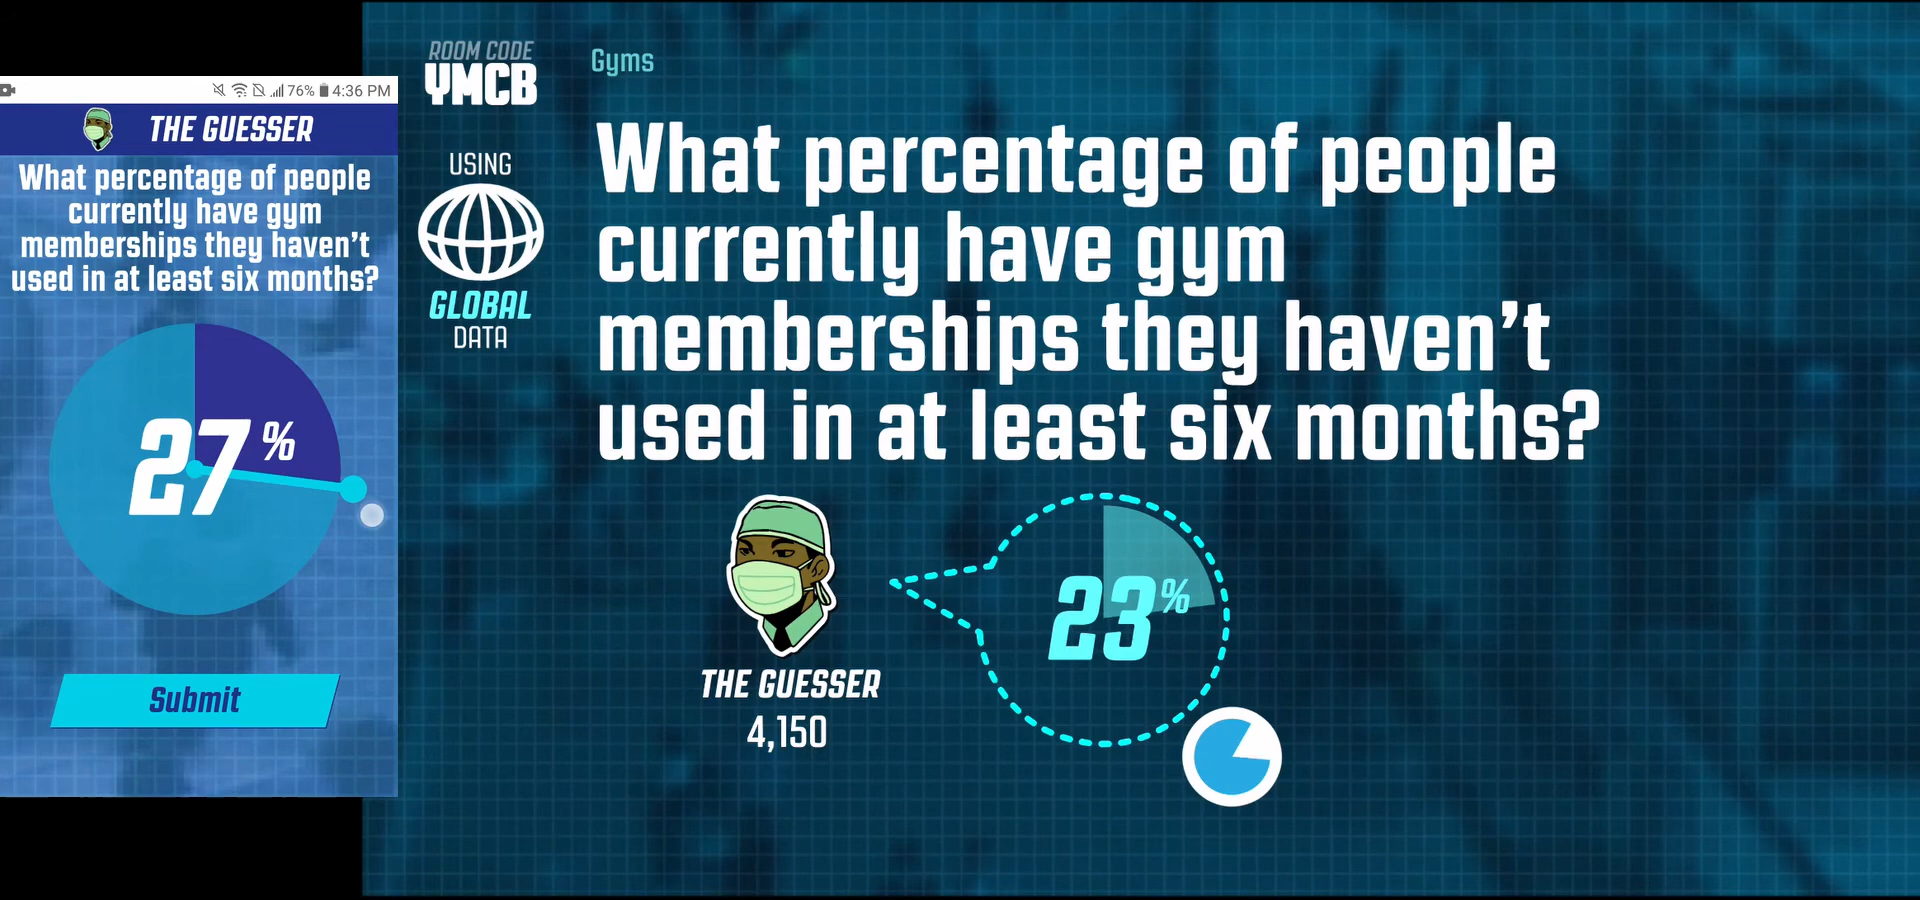 76% 4:36 PM
THE GUESSER
What percentage of people
currently have gym
memberships they haven't
used in at least six months?
27%
Submit
ROOM CODE
YMCB
USING
GLOBAL
DATA
Gyms
What percentage of people
currently have gym
memberships they haven't
used in at least six months?
THE GUESSER
4,150
23%